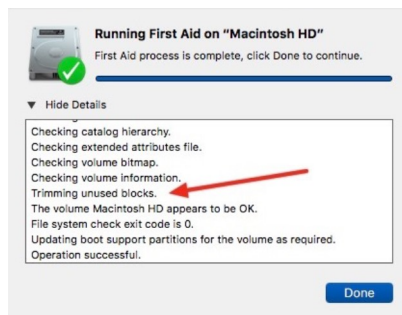 Running First Aid on “Macintosh HD”
First Aid process is complete, click Done to continue.
Hide Details
Checking catalog hierarchy.
Checking extended attributes file.
Checking volume bitmap.
Checking volume information.
Trimming unused blocks.
The volume Macintosh HD appears to be OK.
File system check exit code is 0.
Updating boot support partitions for the volume as required.
Operation successful.
Done